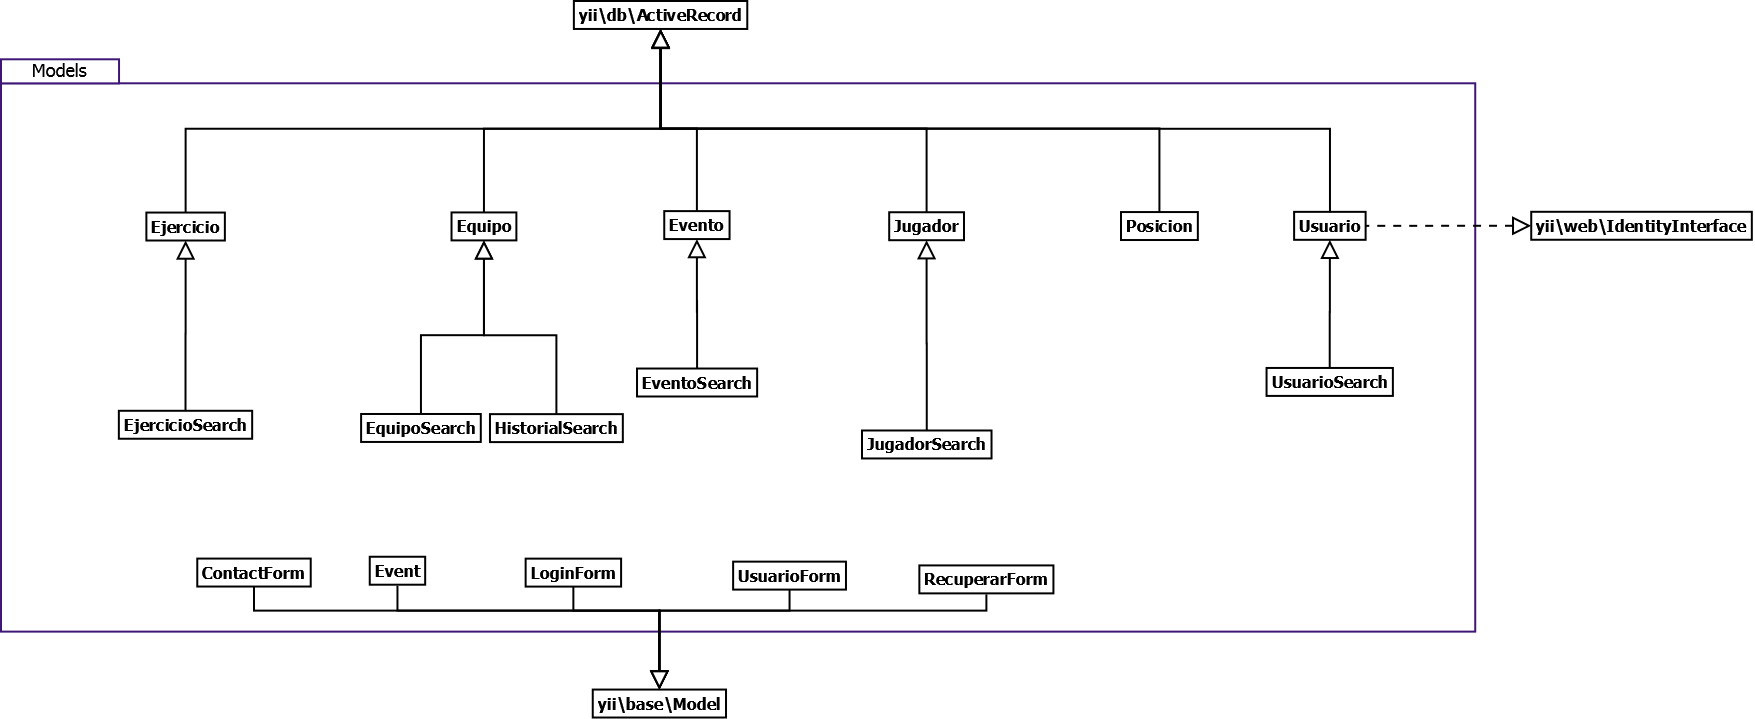 yii\db\ActiveRecord
Models
Ejercicio
Equipo
Evento
Jugador
Posicion
Usuario
yii\web\IdentityInterface
EjercicioSearch
EquipoSearch
HistorialSearch
EventoSearch
JugadorSearch
UsuarioSearch
ContactForm
Event
LoginForm
UsuarioForm
RecuperarForm
yii\base\Model